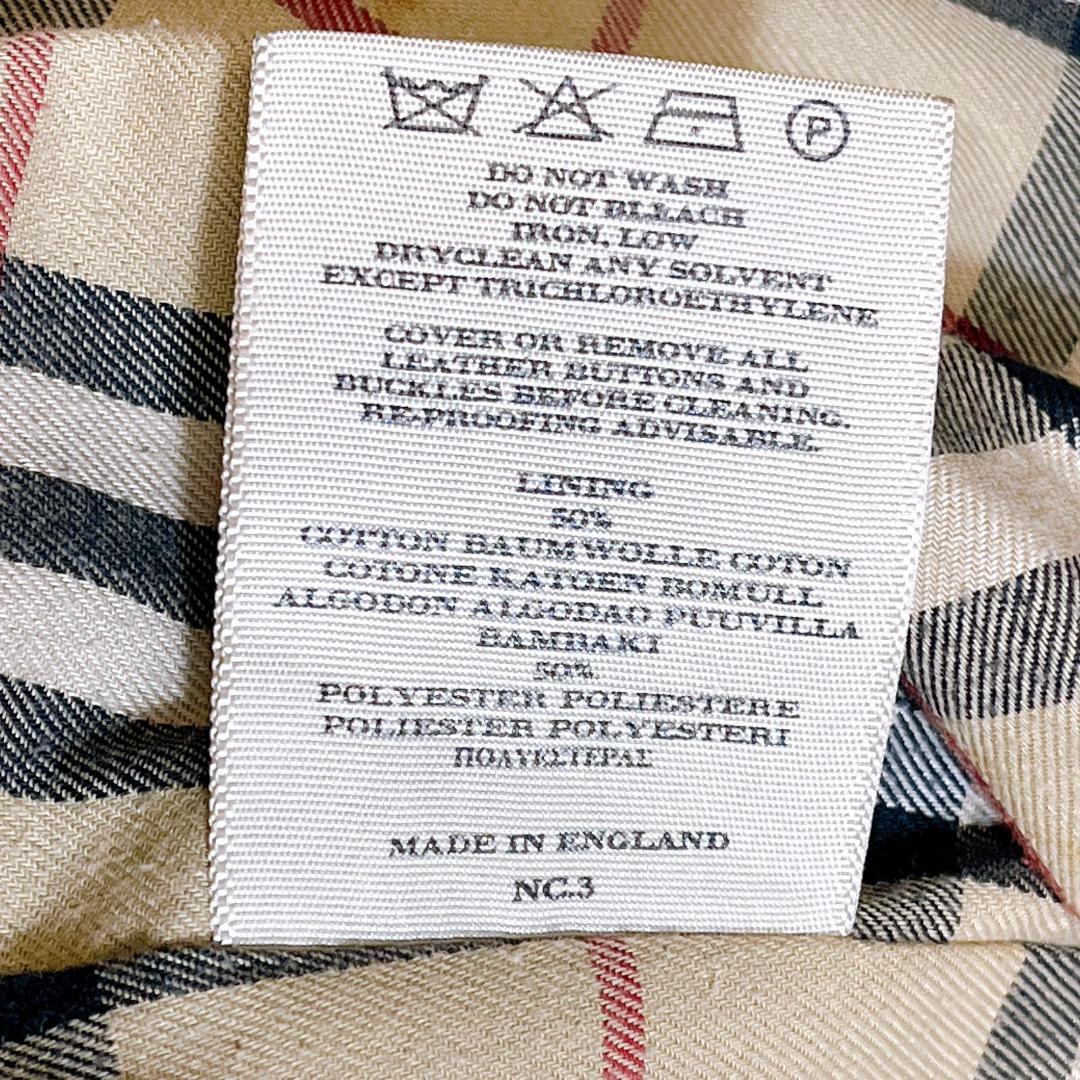 P
DO NOT WASH
DO NOT BLEACH
IRON, LOW
DRYCLEAN ANY SOLVENT
EXCEPT TRICHLOROETHYLENE
COVER OR REMOVE ALL
LEATHER BUTTONS AND
BUCKLES BEFORE CLEANING.
RE-PROOFING ADVISABLE.
LINING
50%
COTTON BAUMWOLLE COTON
COTONE KATOEN BOMULL
ALGODON ALGODAO PUUVILLA
BAMBAKI
50%
POLYESTER POLIESTERE
POLIESTER POLYESTERI
ΠΟΛΥΕΣΤΕΡΑΣ
MADE IN ENGLAND
NC.3